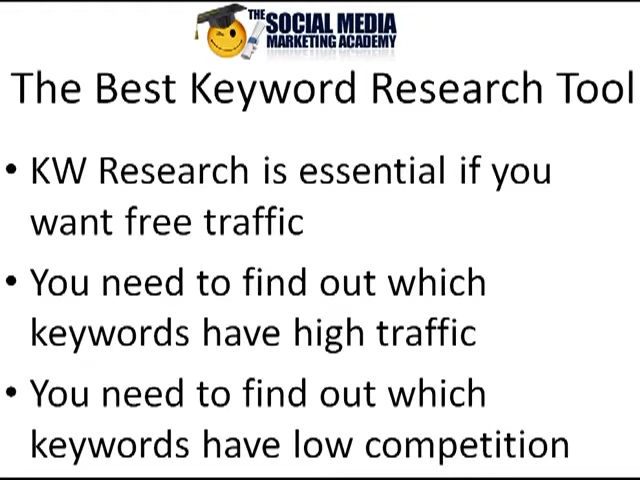 THE SOCIAL MEDIA
MARKETING ACADEMY
The Best Keyword Research Tool
• KW Research is essential if you
want free traffic
• You need to find out which
keywords have high traffic
• You need to find out which
keywords have low competition